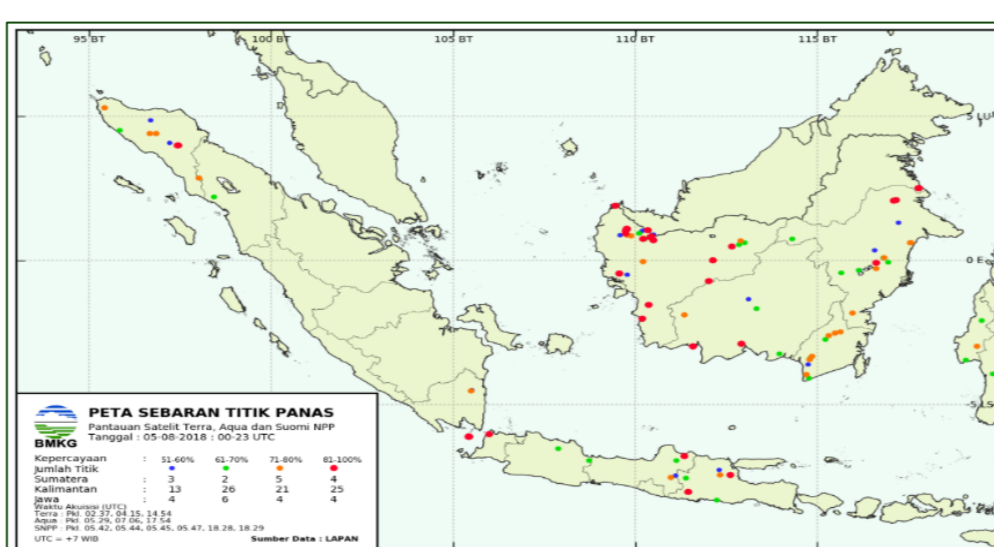 95 BT 100 BT 105 BT 110 BT 115 BT
5 LU
0 E
5 LS
BMKG
PETA SEBARAN TITIK PANAS
Pantauan Satelit Terra, Aqua dan Suomi NPP
Tanggal : 05-08-2018 : 00-23 UTC
Kepercayaan : 51-60% 61-70% 71-80% 81-100%
Jumlah Titik
Sumatera : 3 2 5 4
Kalimantan : 13 26 21 25
Jawa : 4 6 4 4
Waktu Akuisisi (UTC)
Terra : Pkl. 02.37, 04.15, 14.54
Aqua : Pkl. 05.29, 07.06, 17.54
SNPP : Pkl. 05.42, 05.44, 05.45, 05.47, 18.28, 18.29
UTC = +7 WIB Sumber Data : LAPAN